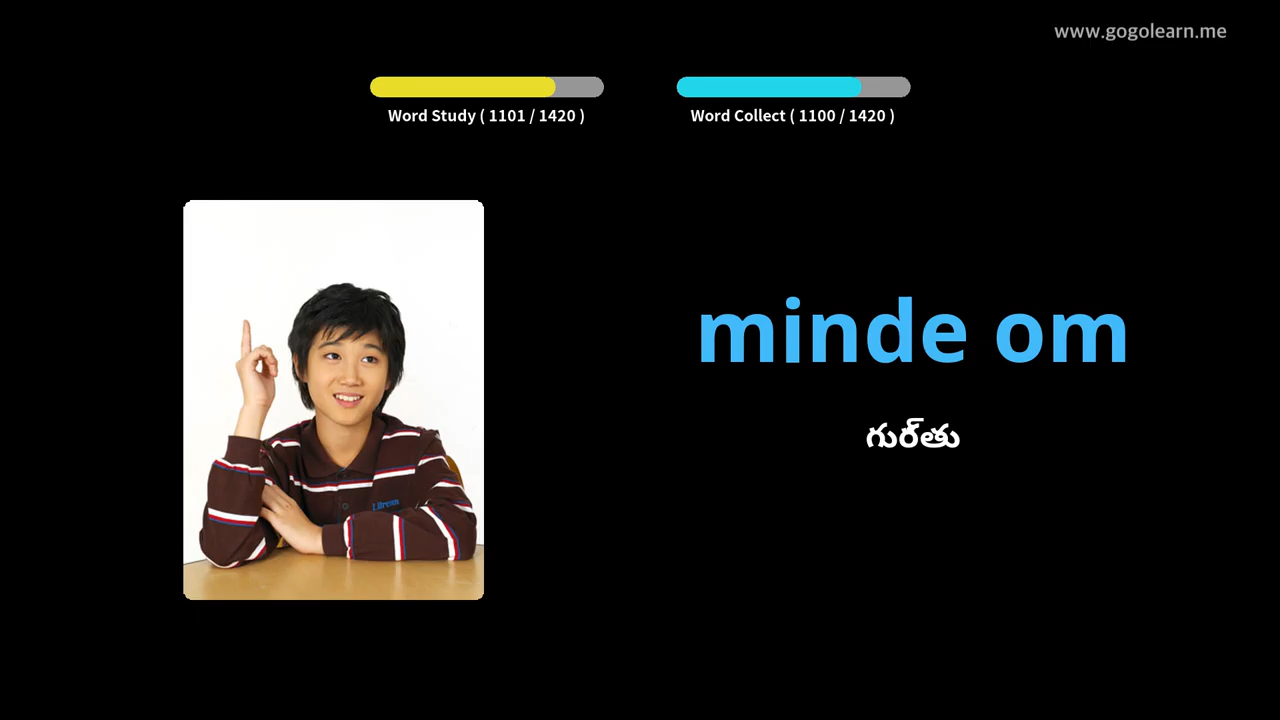 www.gogolearn.me
Word Study ( 1101 / 1420 )
Word Collect ( 1100 / 1420 )
minde om
గుర్తు